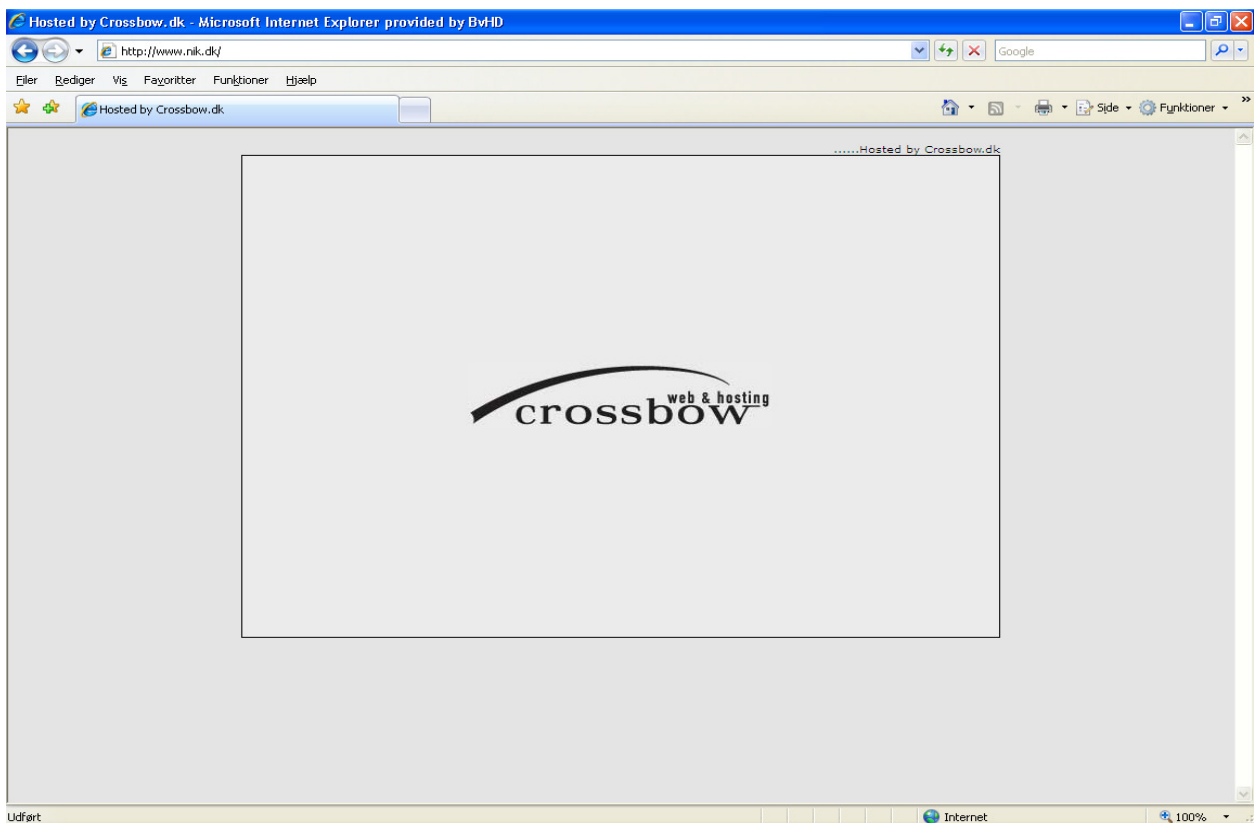 Hosted by Crossbow.dk - Microsoft Internet Explorer provided by BvHD
http://www.nik.dk/
Google
Filer Rediger Vis Favoritter Funktioner Hjælp
Hosted by Crossbow.dk
Side Funktioner »
......Hosted by Crossbow.dk
web & hosting
crossbow
Udført
Internet
100%